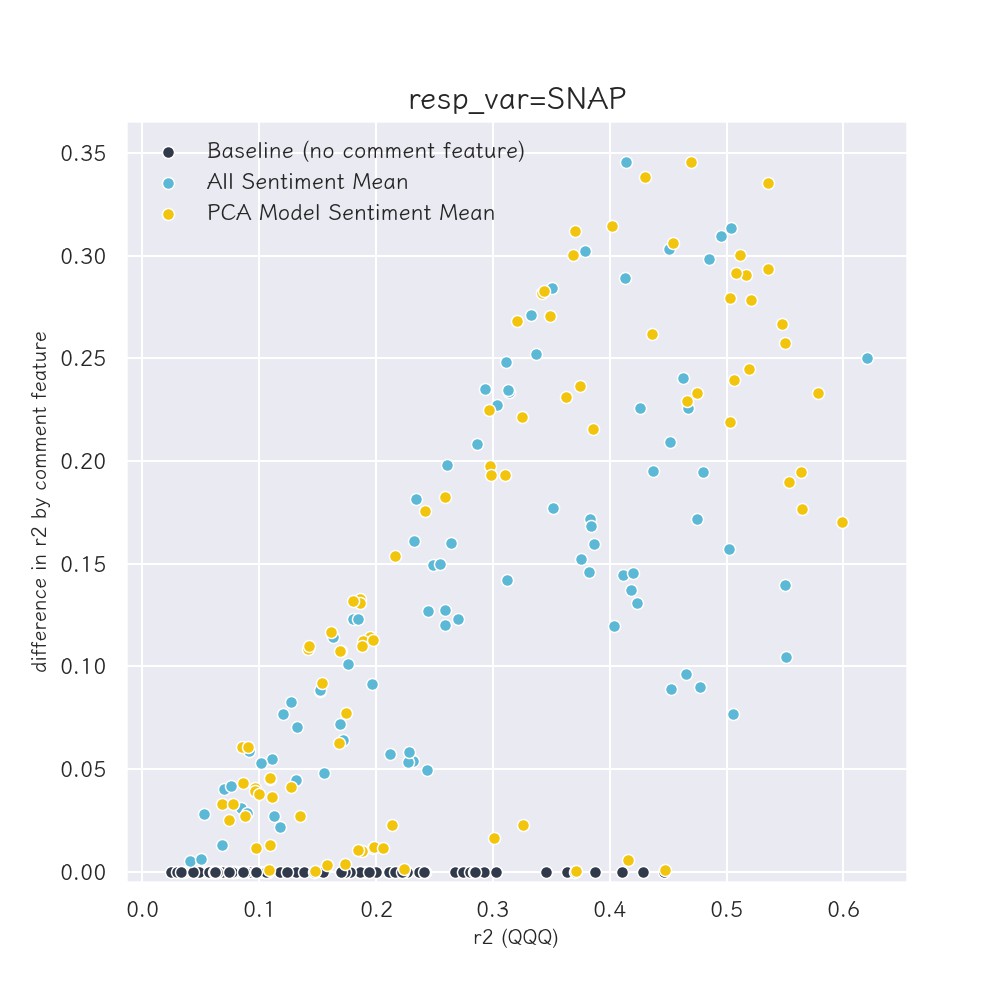 resp_var=SNAP
Baseline (no comment feature)
All Sentiment Mean
PCA Model Sentiment Mean
difference in r2 by comment feature
0.35
0.30
0.25
0.20
0.15
0.10
0.05
0.00
0.0 0.1 0.2 0.3 0.4 0.5 0.6
r2 (QQQ)